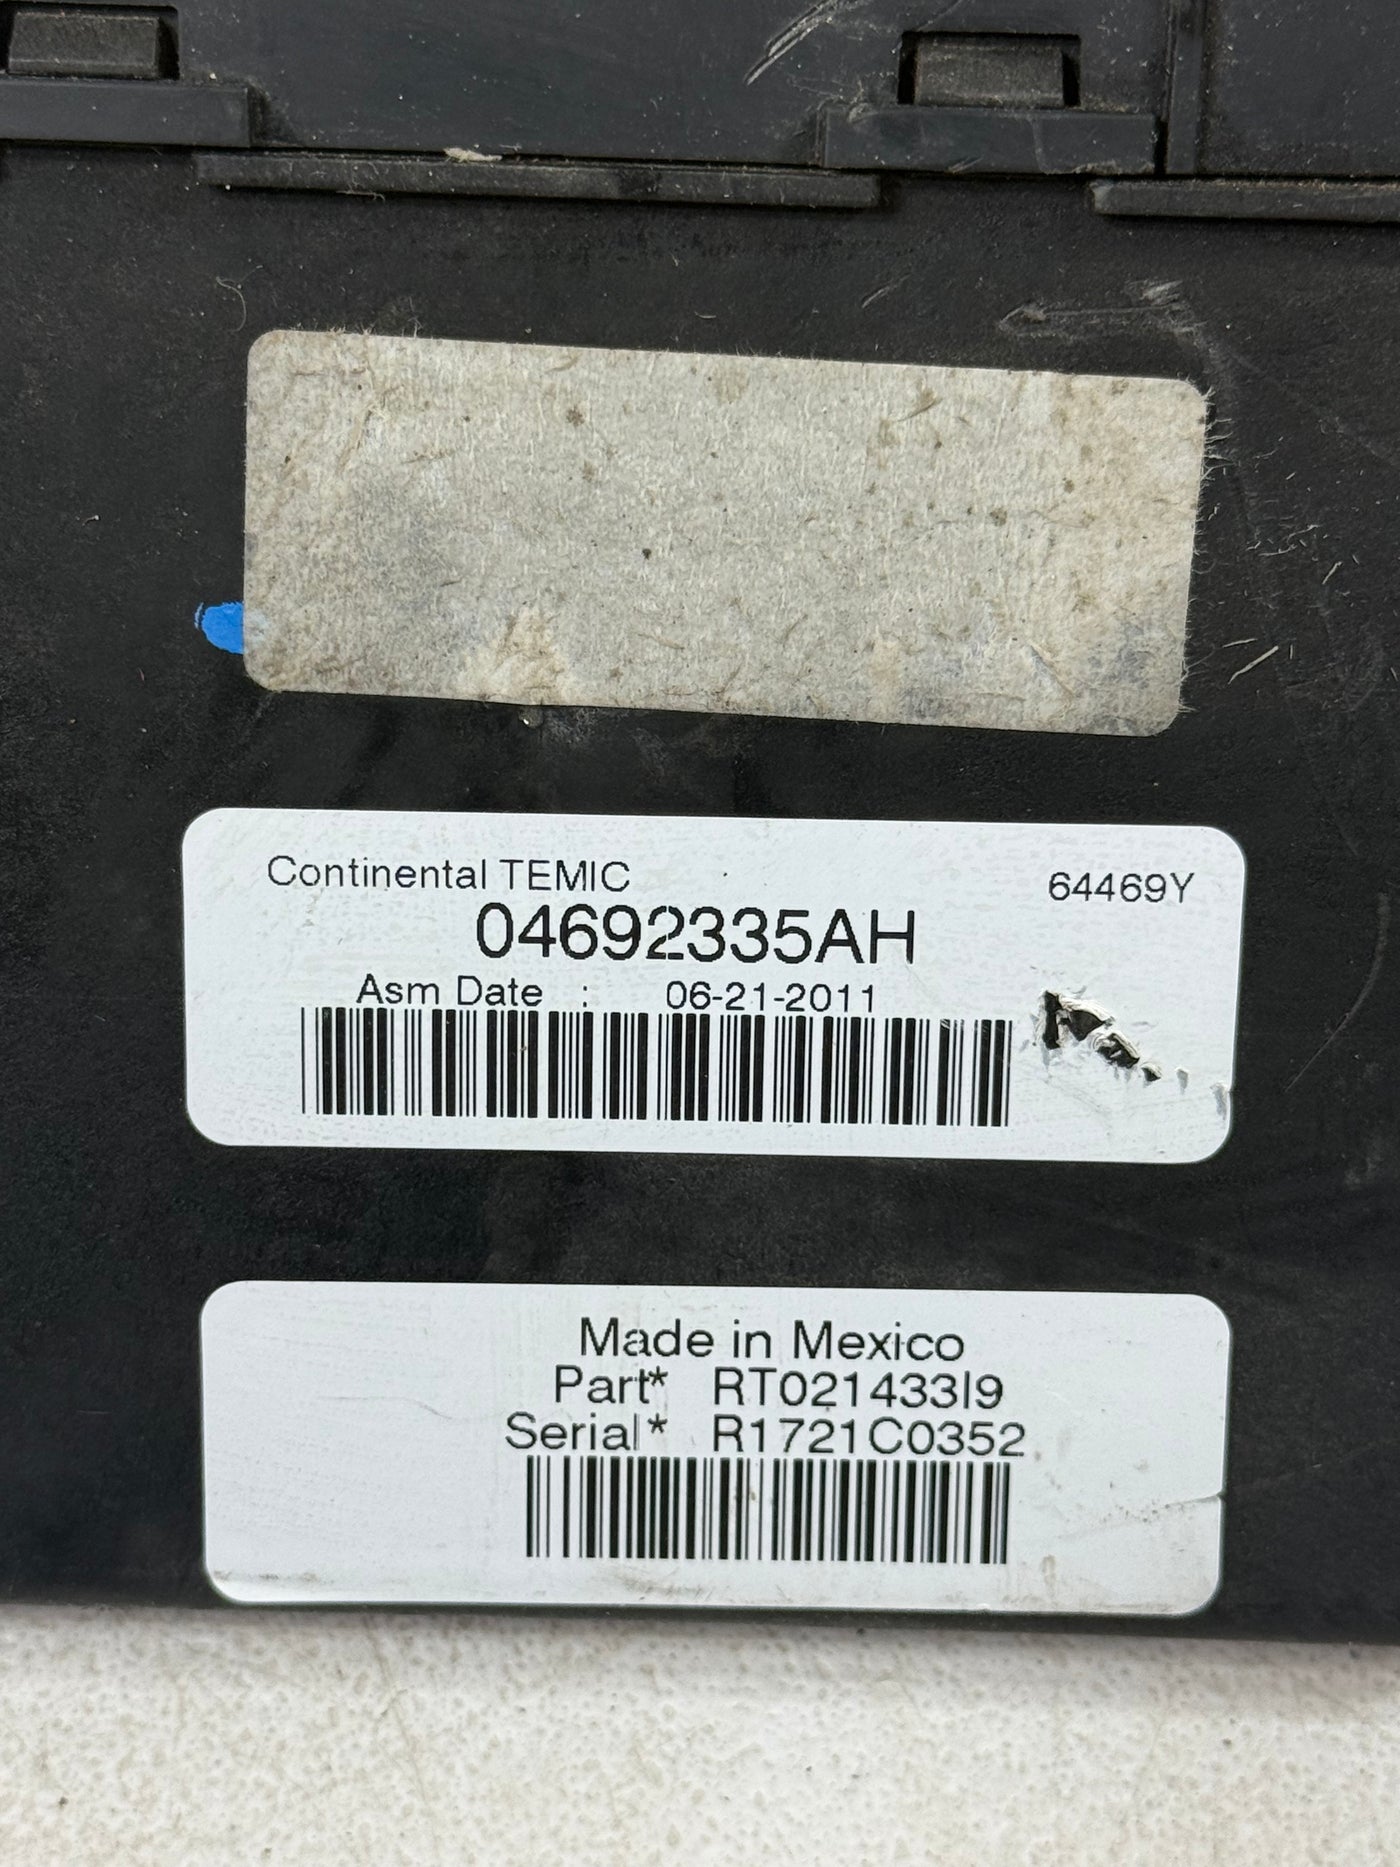 Continental TEMIC 64469Y
04692335AH
Asm Date : 06-21-2011
Made in Mexico
Part* RT021433I9
Serial* R1721C0352